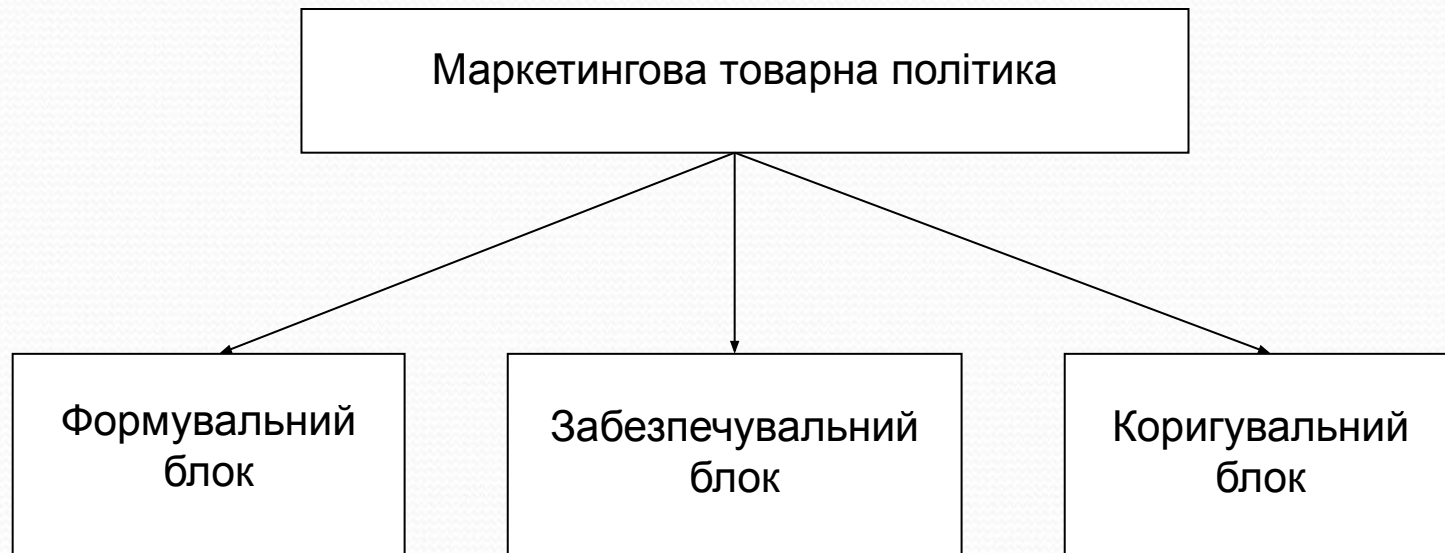 Маркетингова товарна політика
Формувальний
блок
Забезпечувальний
блок
Коригувальний
блок